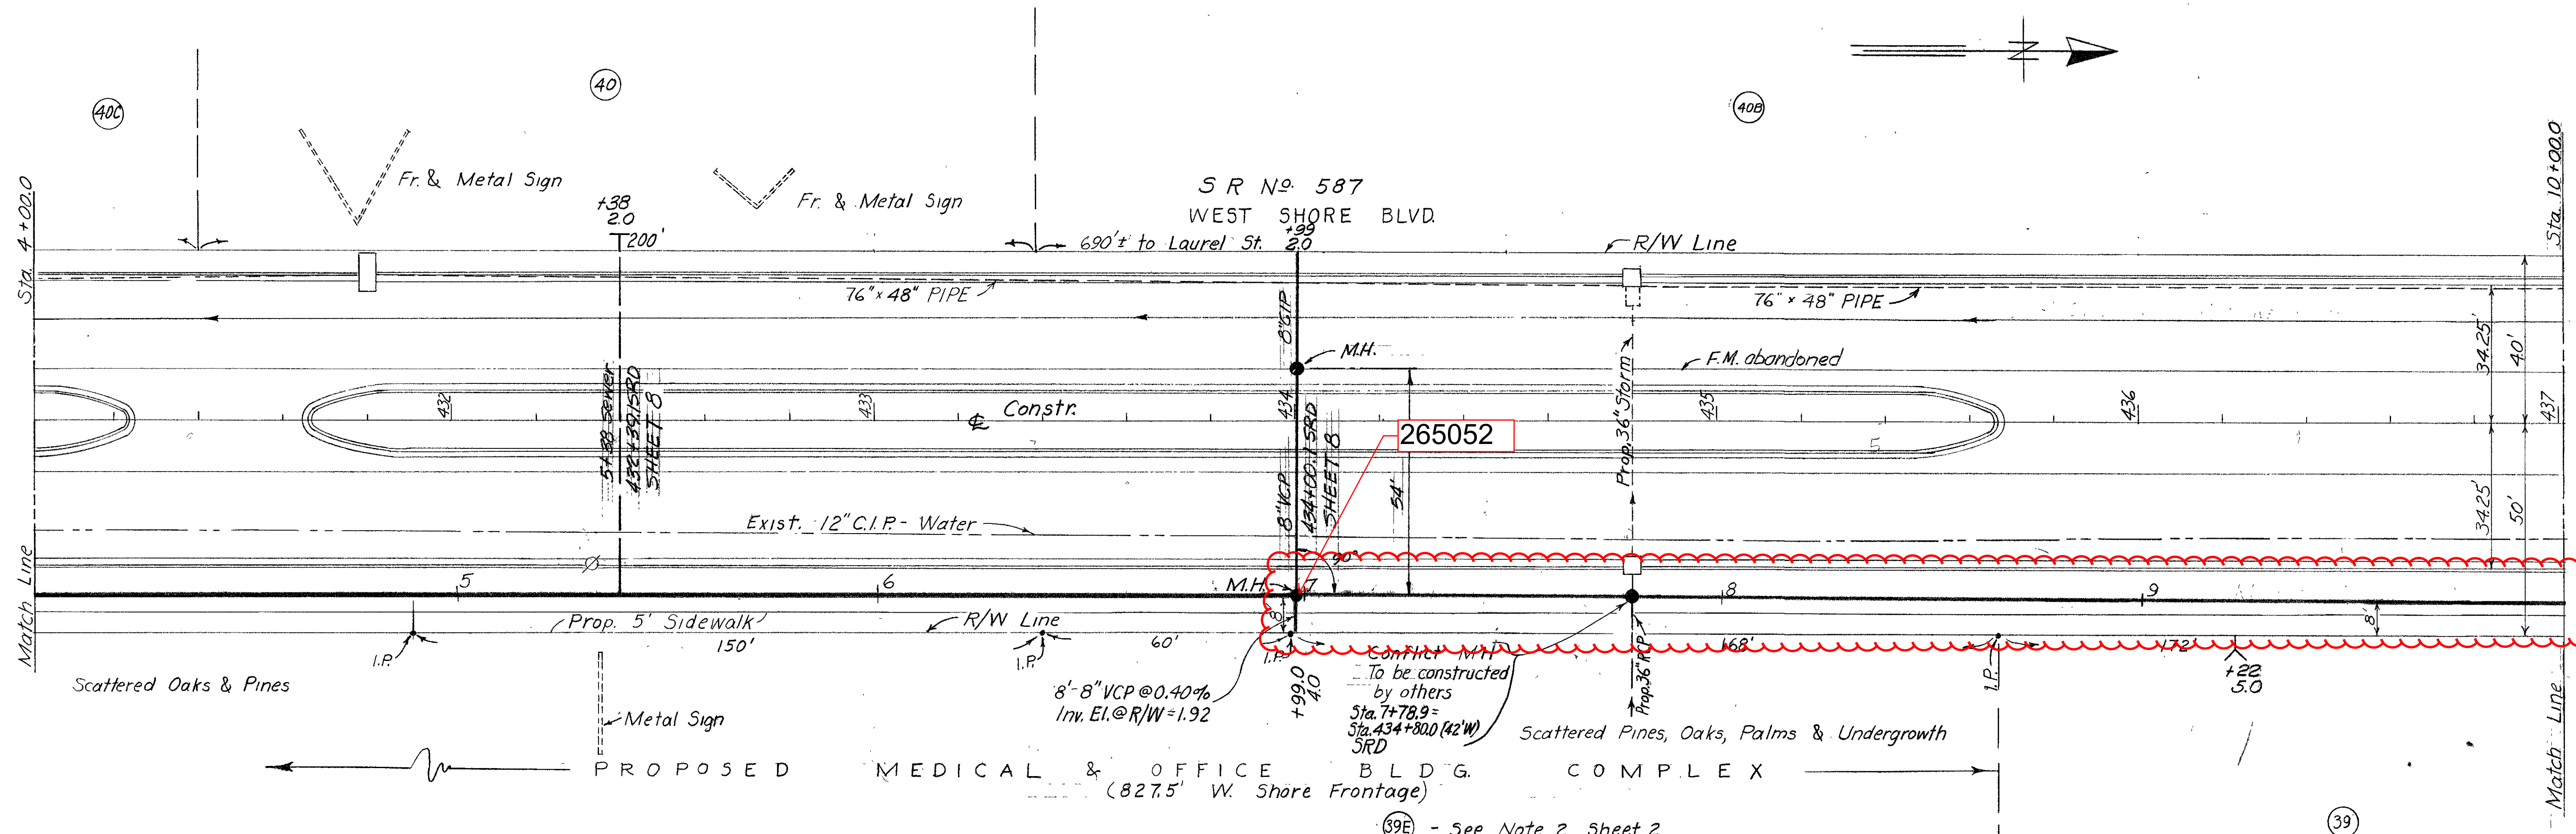 40C
40
40B
N
Sta. 4+00.0
Fr. & Metal Sign
Fr. & Metal Sign
+38
2.0
200'
S R No. 587
WEST SHORE BLVD.
690'± to Laurel St.
+99
2.0
R/W Line
Sta. 10+00.0
76" x 48" PIPE
76" x 48" PIPE
8" CIP
M.H.
F.M. abandoned
34.25'
40'
432
433
434
435
436
437
℄ Constr.
5+38 Sewer
432+39.1 SRD
SHEET 8
8" VCP
434+00.1 SRD
SHEET 8
265052
54'
Prop. 36" Storm
5
34.25'
50'
Exist. 12" C.I.P. - Water
90°
Match Line
5
6
M.H.
7
8
9
8'
8'
Prop. 5' Sidewalk
R/W Line
I.P.
150'
I.P.
60'
I.P.
168'
I.P.
172'
+22
5.0
Scattered Oaks & Pines
Metal Sign
8'-8" VCP @ 0.40%
Inv. El. @ R/W = 1.92
+99.0
4.0
Conflict MH
To be constructed
by others
Sta. 7+78.9 =
Sta. 434+80.0 (42'W)
SRD
Prop. 36" RCP
Scattered Pines, Oaks, Palms & Undergrowth
Match Line
PROPOSED MEDICAL & OFFICE BLDG. COMPLEX
(827.5' W. Shore Frontage)
39E - See Note 2 Sheet 2
39